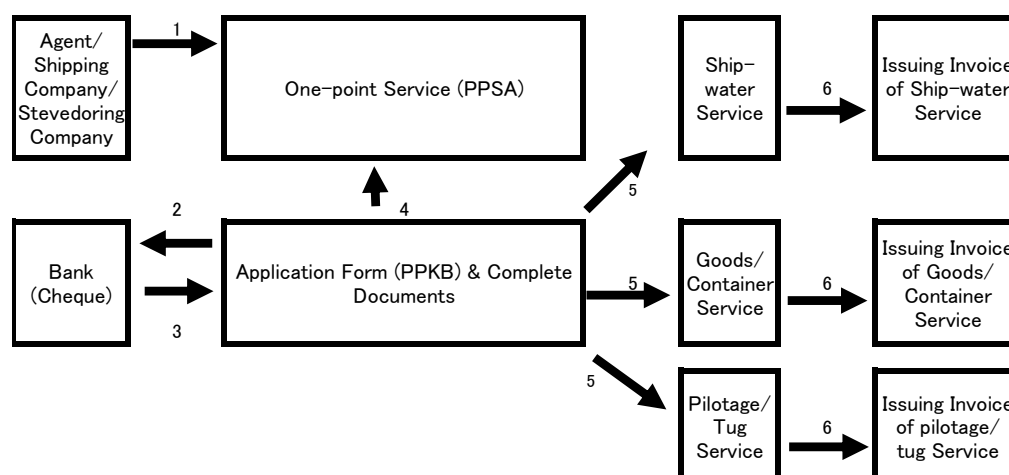 Agent/
Shipping
Company/
Stevedoring
Company
1
One-point Service (PPSA)
Ship-
water
Service
6
Issuing Invoice
of Ship-water
Service
5
2
4
Bank
(Cheque)
3
Application Form (PPKB) & Complete
Documents
5
Goods/
Container
Service
6
Issuing Invoice
of Goods/
Container
Service
5
Pilotage/
Tug
Service
6
Issuing Invoice
of pilotage/
tug Service